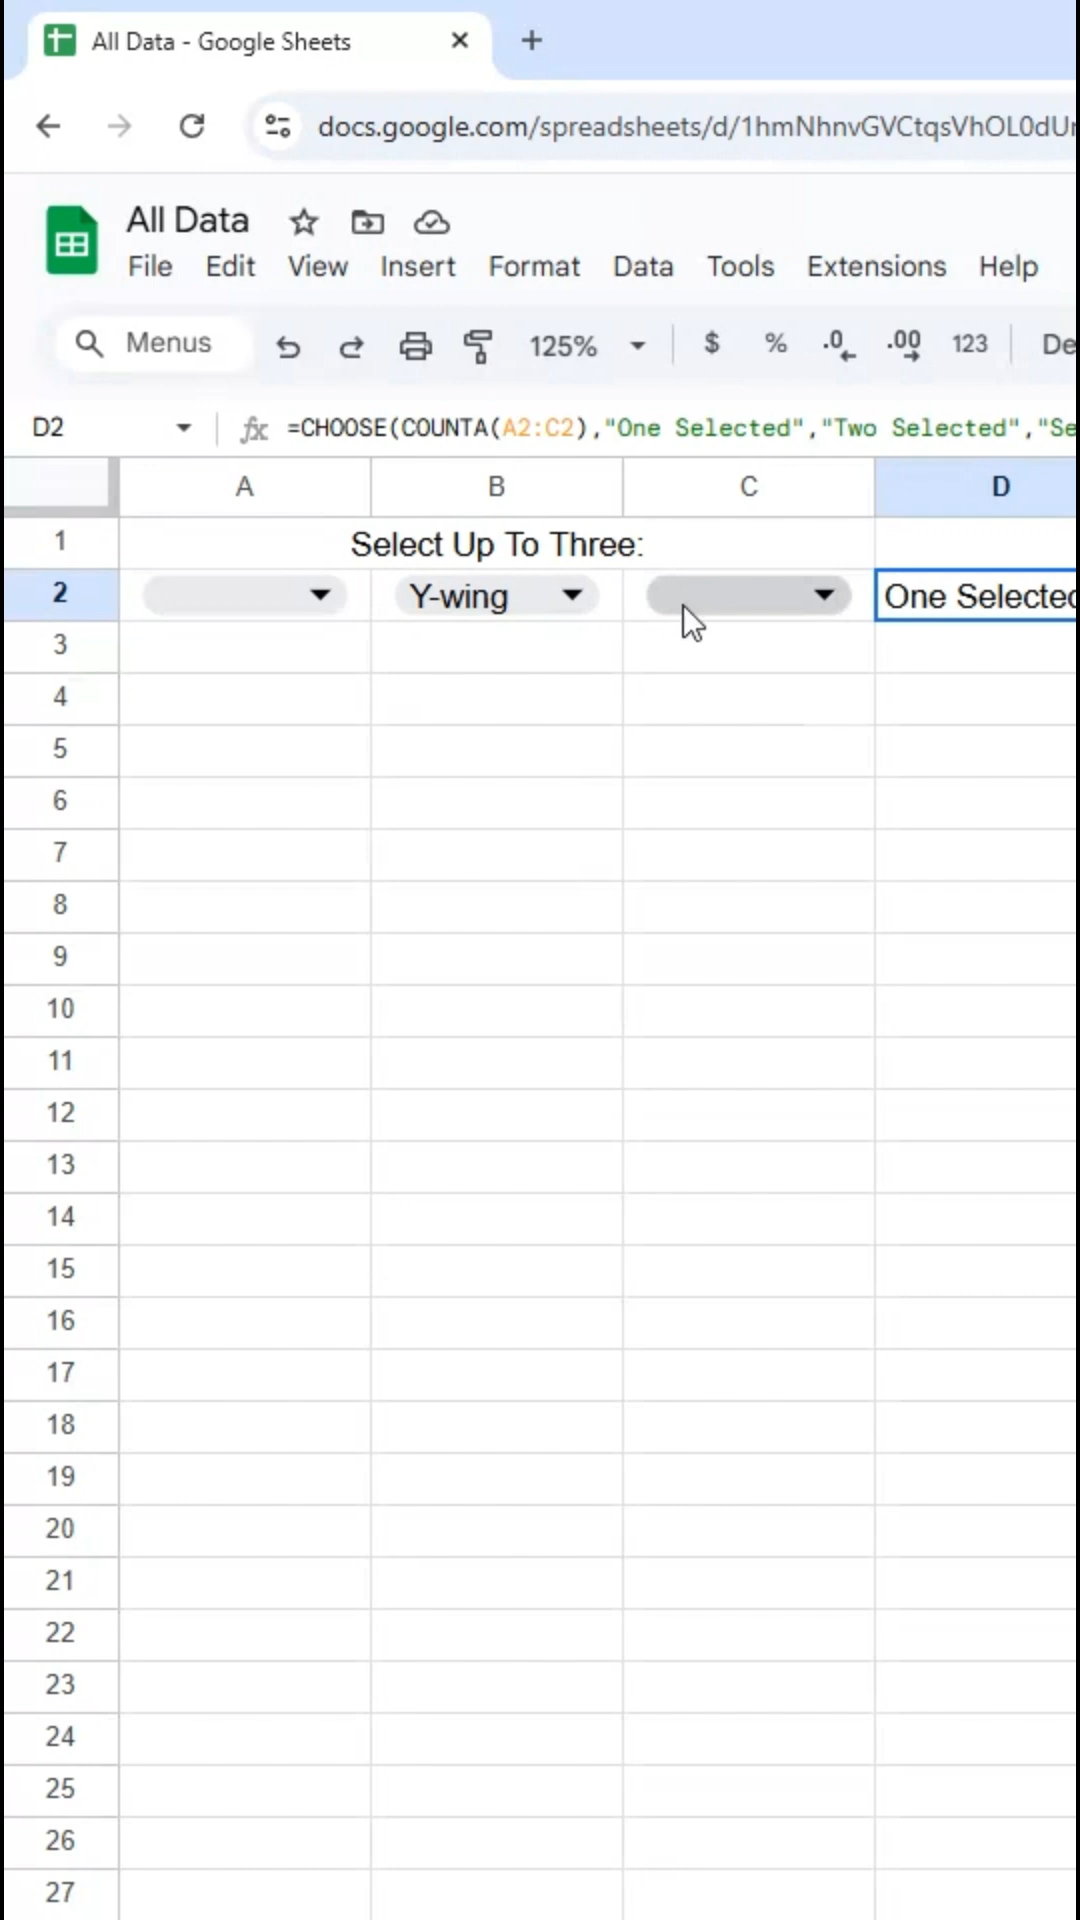 All Data - Google Sheets
docs.google.com/spreadsheets/d/1hmNhnvGVCtqsVhOL0dU
All Data
File Edit View Insert Format Data Tools Extensions Help
Menus 125% $ % .0 .00 123 De
D2 fx =CHOOSE(COUNTA(A2:C2),"One Selected","Two Selected","Se
A B C D
1 Select Up To Three:
2 Y-wing One Selected
3
4
5
6
7
8
9
10
11
12
13
14
15
16
17
18
19
20
21
22
23
24
25
26
27